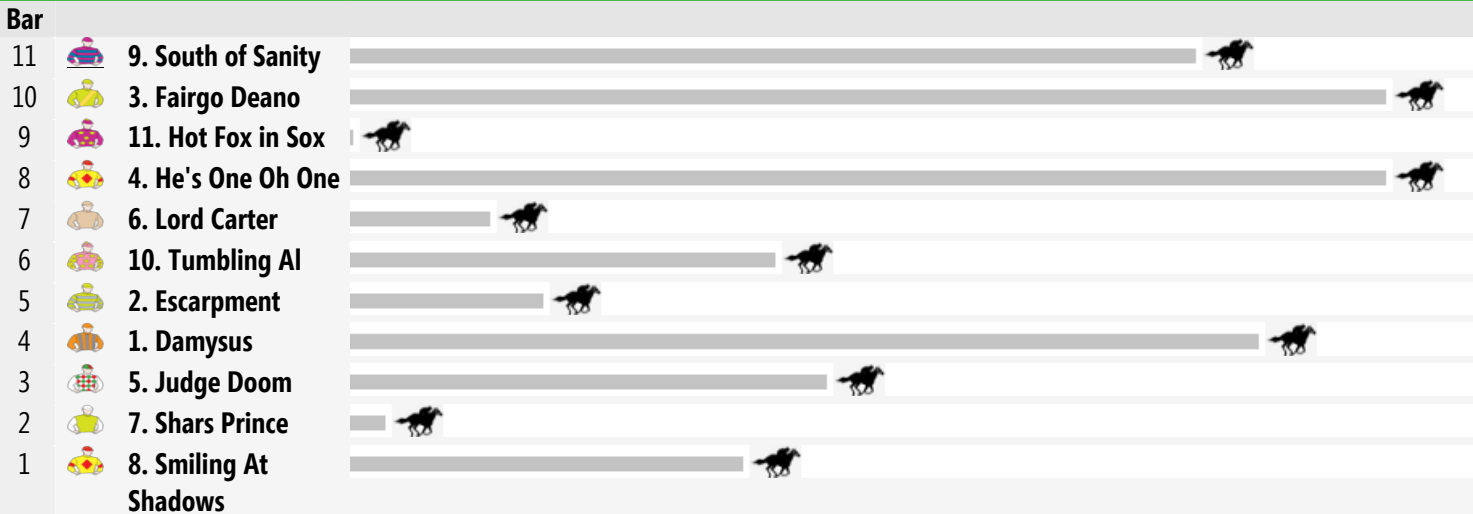 Bar
11 9. South of Sanity
10 3. Fairgo Deano
9 11. Hot Fox in Sox
8 4. He's One Oh One
7 6. Lord Carter
6 10. Tumbling Al
5 2. Escarpment
4 1. Damysus
3 5. Judge Doom
2 7. Shars Prince
1 8. Smiling At
Shadows